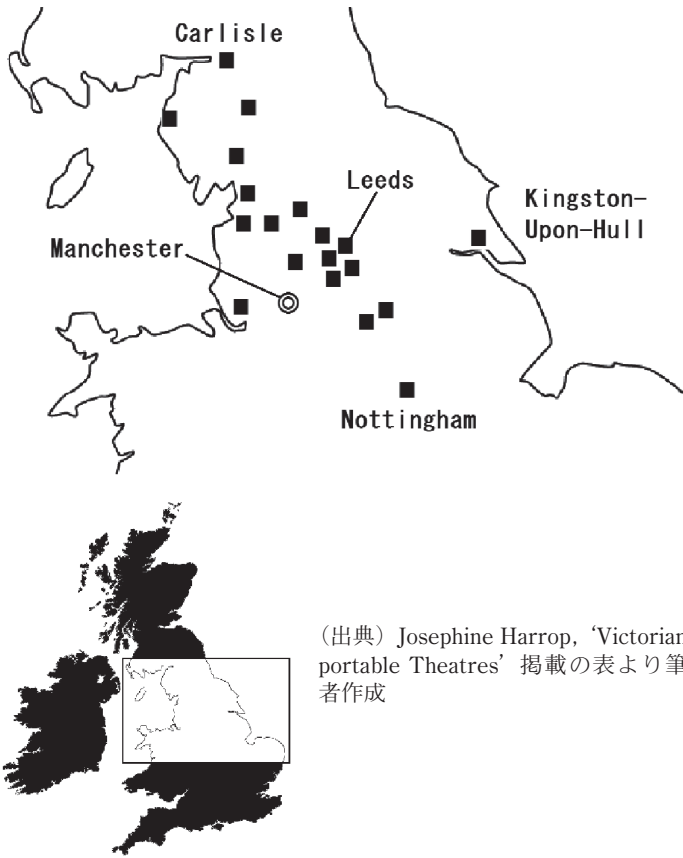 Carlisle
Leeds
Kingston-
Upon-Hull
Manchester
Nottingham
（出典）Josephine Harrop, ‘Victorian
portable Theatres’ 掲載の表より筆
者作成